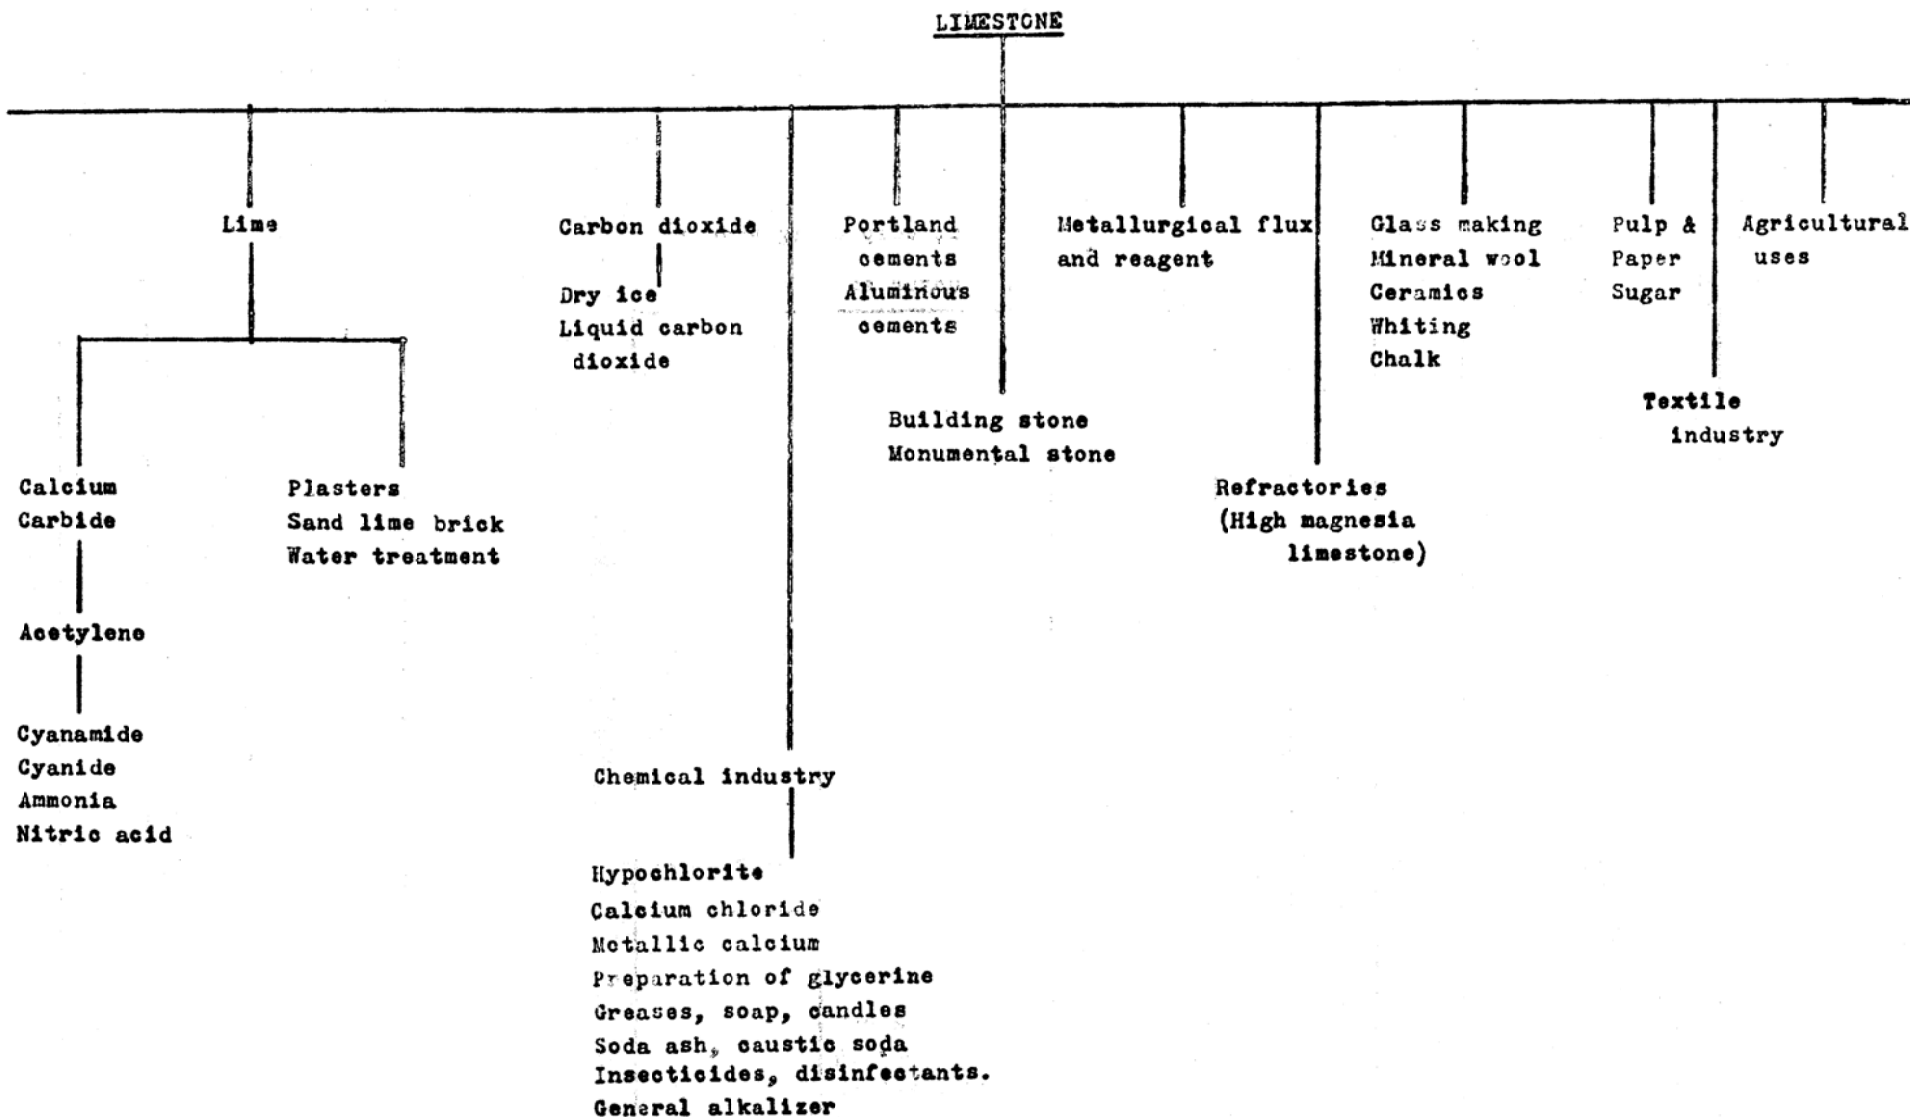 LIMESTONE
Lime
Carbon dioxide
Dry ice
Liquid carbon
dioxide
Portland
cements
Aluminous
cements
Metallurgical flux
and reagent
Glass making
Mineral wool
Ceramics
Whiting
Chalk
Pulp &
Paper
Sugar
Agricultural
uses
Building stone
Monumental stone
Textile
industry
Refractories
(High magnesia
limestone)
Calcium
Carbide
Plasters
Sand lime brick
Water treatment
Acetylene
Cyanamide
Cyanide
Ammonia
Nitric acid
Chemical industry
Hypochlorite
Calcium chloride
Metallic calcium
Preparation of glycerine
Greases, soap, candles
Soda ash, caustic soda
Insecticides, disinfectants.
General alkalizer